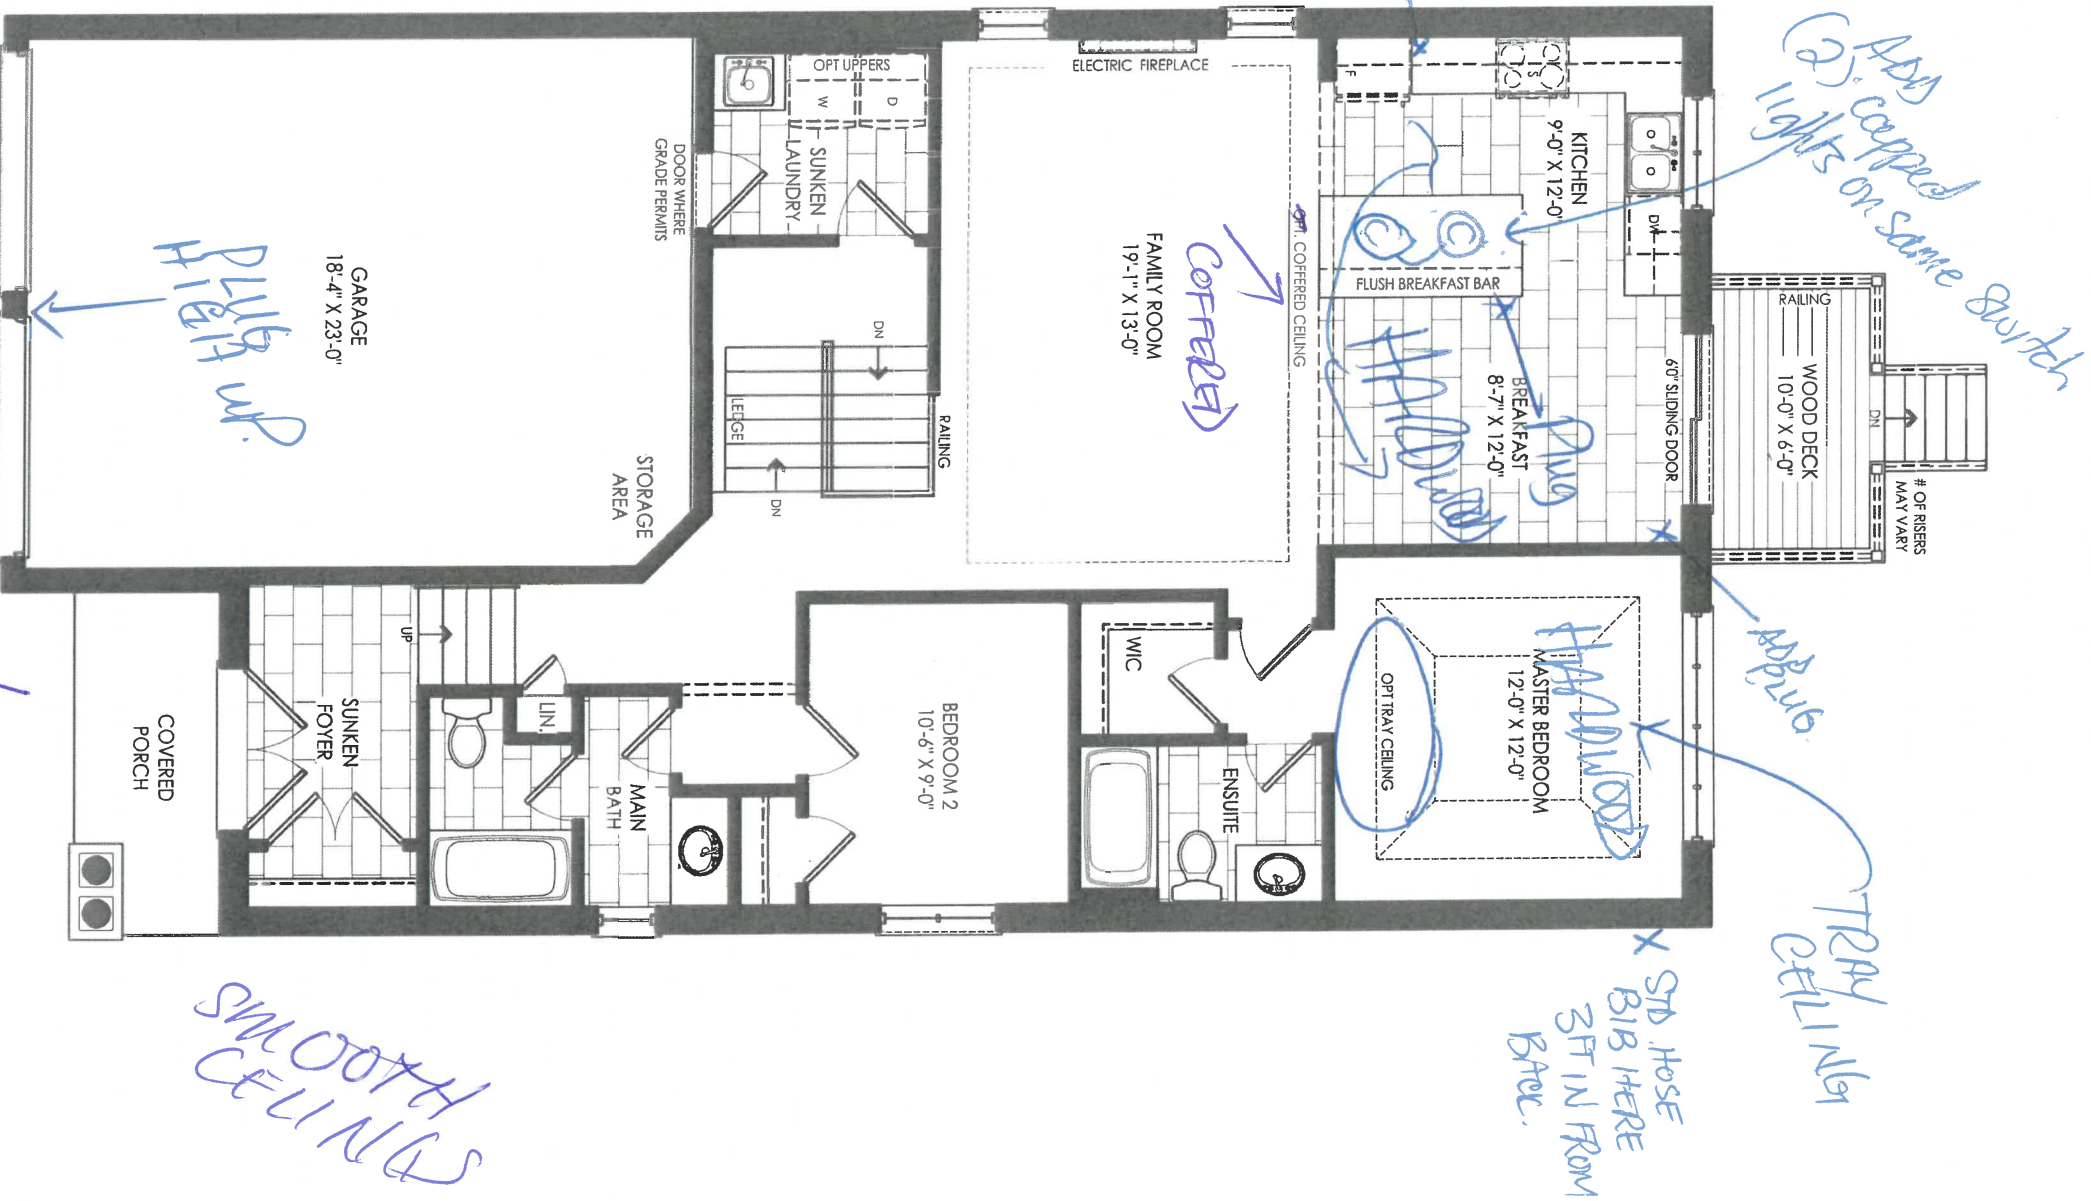 ADD
(2). capped
lights on same switch
OPT UPPERS
W
D
SUNKEN
LAUNDRY
DOOR WHERE
GRADE PERMITS
GARAGE
18'-4" X 23'-0"
PLUG
HIGH UP.
STORAGE
AREA
DN
LEDGE
DN
RAILING
ELECTRIC FIREPLACE
FAMILY ROOM
19'-1" X 13'-0"
COFFERED
OPT. COFFERED CEILING
F
S
KITCHEN
9'-0" X 12'-0"
DW
C
C
FLUSH BREAKFAST BAR
HARDWOOD
BREAKFAST
8'-7" X 12'-0"
Plug
6'0" SLIDING DOOR
RAILING
WOOD DECK
10'-0" X 6'-0"
DN
# OF RISERS
MAY VARY
ADD
PLUG.
UP
SUNKEN
FOYER
COVERED
PORCH
LIN.
MAIN
BATH
BEDROOM 2
10'-6" X 9'-0"
WIC
ENSUITE
OPT TRAY CEILING
MASTER BEDROOM
12'-0" X 12'-0"
HARDWOOD
TRAY
CEILING
X STD. HOSE
BIB HERE
3FT IN FROM
BACK.
SMOOTH
CEILINGS